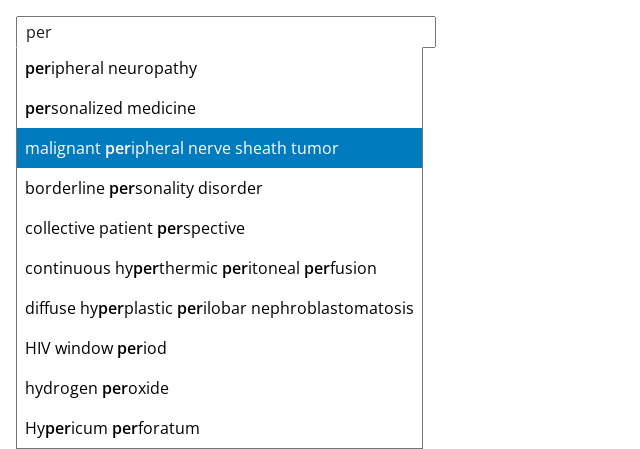 per
peripheral neuropathy
personalized medicine
malignant peripheral nerve sheath tumor
borderline personality disorder
collective patient perspective
continuous hyperthermic peritoneal perfusion
diffuse hyperplastic perilobar nephroblastomatosis
HIV window period
hydrogen peroxide
Hypericum perforatum